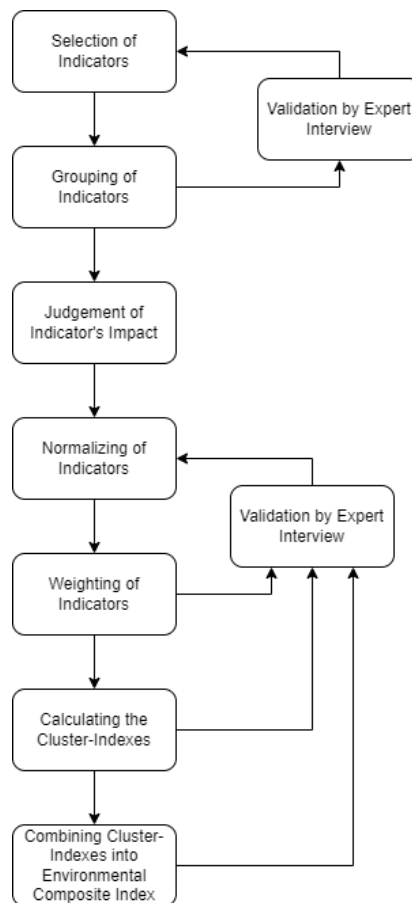 Selection of
Indicators
Validation by Expert
Interview
Grouping of
Indicators
Judgement of
Indicator's Impact
Normalizing of
Indicators
Validation by Expert
Interview
Weighting of
Indicators
Calculating the
Cluster-Indexes
Combining Cluster-
Indexes into
Environmental
Composite Index